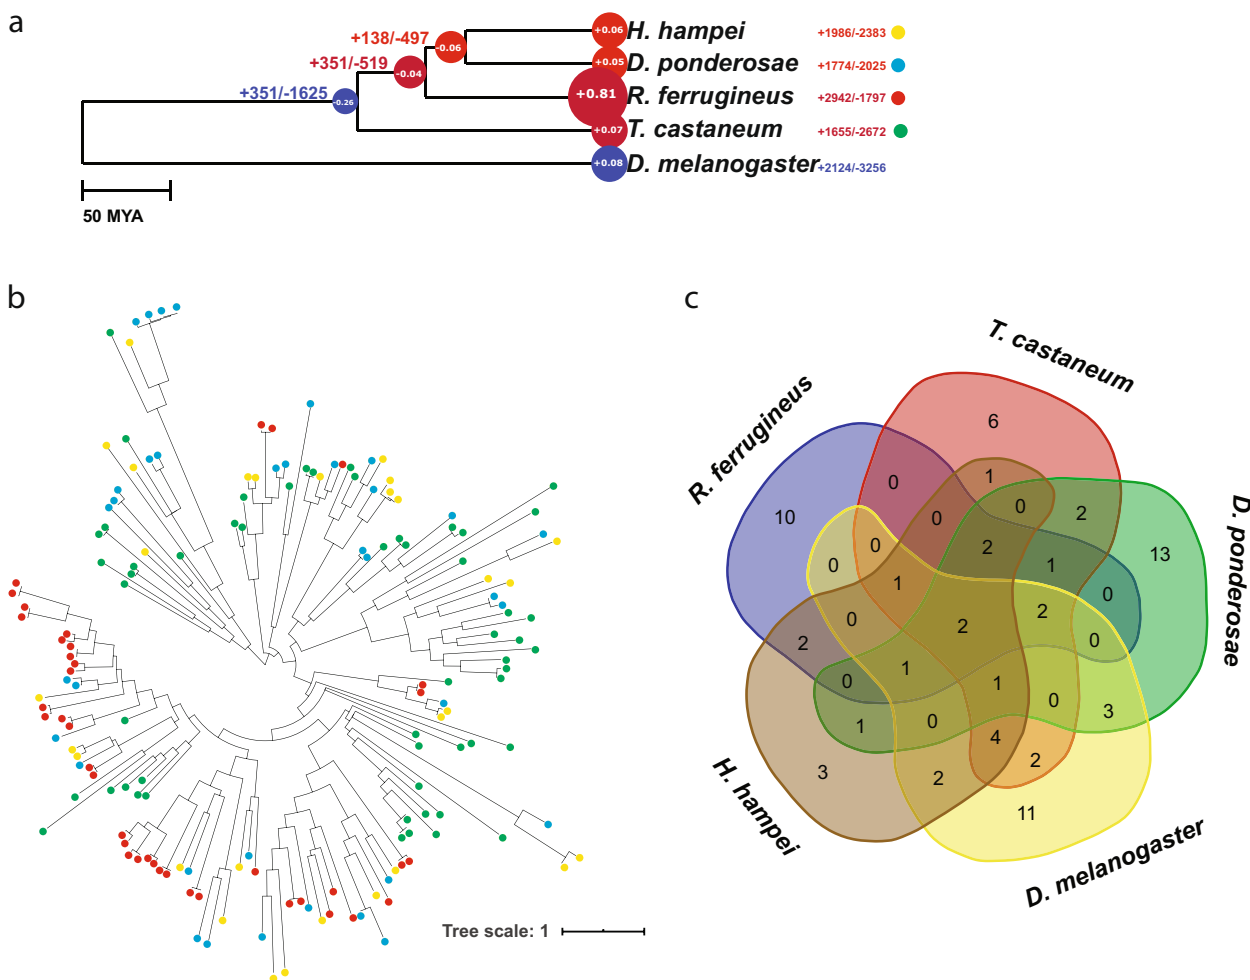 a
+0.06 H. hampei +1986/-2383
+138/-497 -0.06
+351/-519 -0.04 +0.05 D. ponderosae +1774/-2025
+351/-1625 -0.26 +0.81 R. ferrugineus +2942/-1797
+0.07 T. castaneum +1655/-2672
+0.08 D. melanogaster +2124/-3256
50 MYA
b
Tree scale: 1
c
T. castaneum
R. ferrugineus
D. ponderosae
H. hampei
D. melanogaster
6
0 1
10 0 0 2
0 2 1 13
0 1 0
0 2 2 0
2 1
0 1 0 3
1 0 4 2
3 2
11